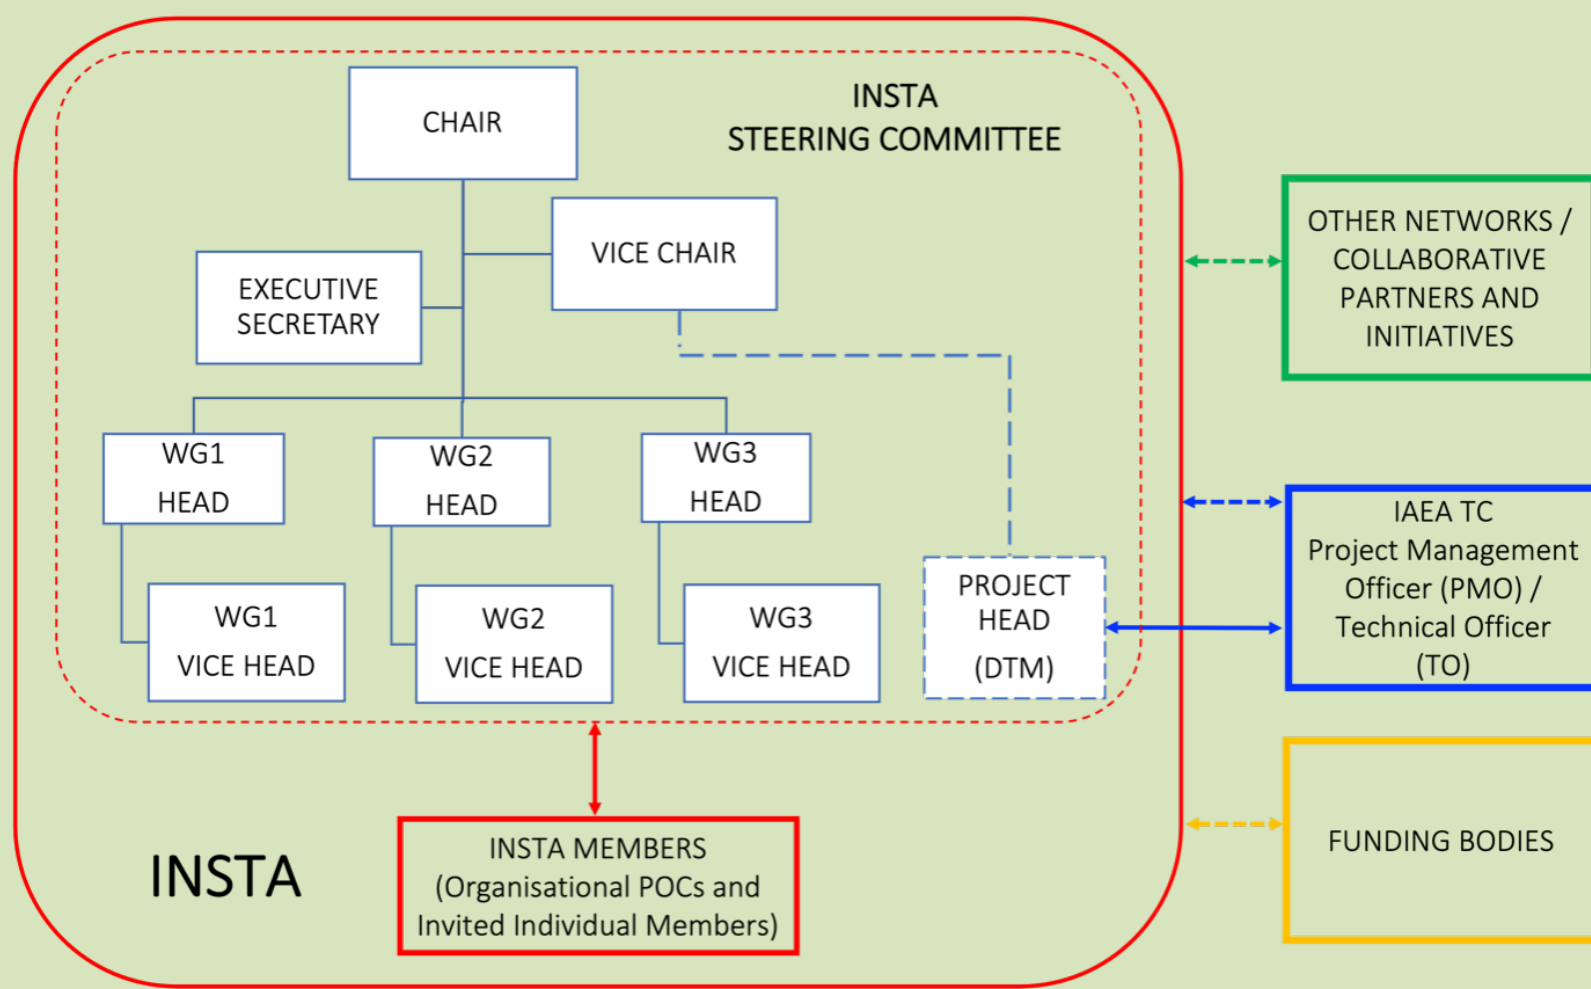 INSTA
STEERING COMMITTEE
CHAIR
VICE CHAIR
EXECUTIVE
SECRETARY
WG1
HEAD
WG2
HEAD
WG3
HEAD
WG1
VICE HEAD
WG2
VICE HEAD
WG3
VICE HEAD
PROJECT
HEAD
(DTM)
INSTA
INSTA MEMBERS
(Organisational POCs and
Invited Individual Members)
OTHER NETWORKS /
COLLABORATIVE
PARTNERS AND
INITIATIVES
IAEA TC
Project Management
Officer (PMO) /
Technical Officer
(TO)
FUNDING BODIES